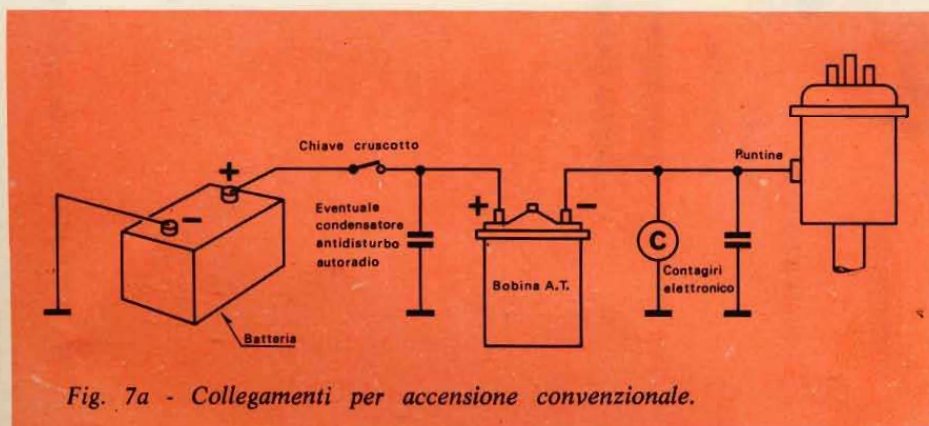 Chiave cruscotto
+
-
Eventuale
condensatore
antidisturbo
autoradio
Batteria
+
-
Bobina A.T.
C
Contagiri
elettronico
Puntine
Fig. 7a - Collegamenti per accensione convenzionale.